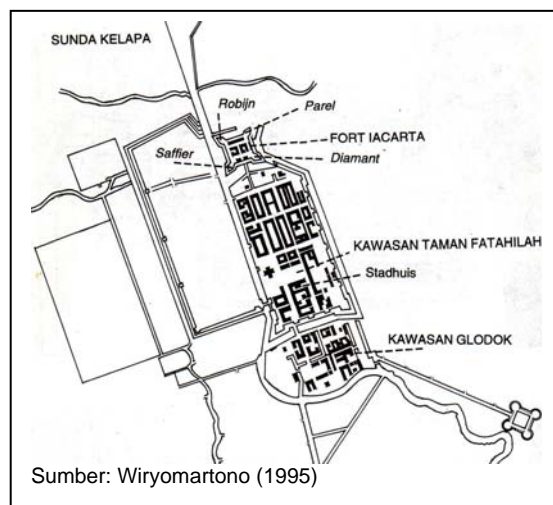 SUNDA KELAPA
Robijn
Parel
FORT IACARTA
Saffier
Diamant
KAWASAN TAMAN FATAHILAH
Stadhuis
KAWASAN GLODOK
Sumber: Wiryomartono (1995)